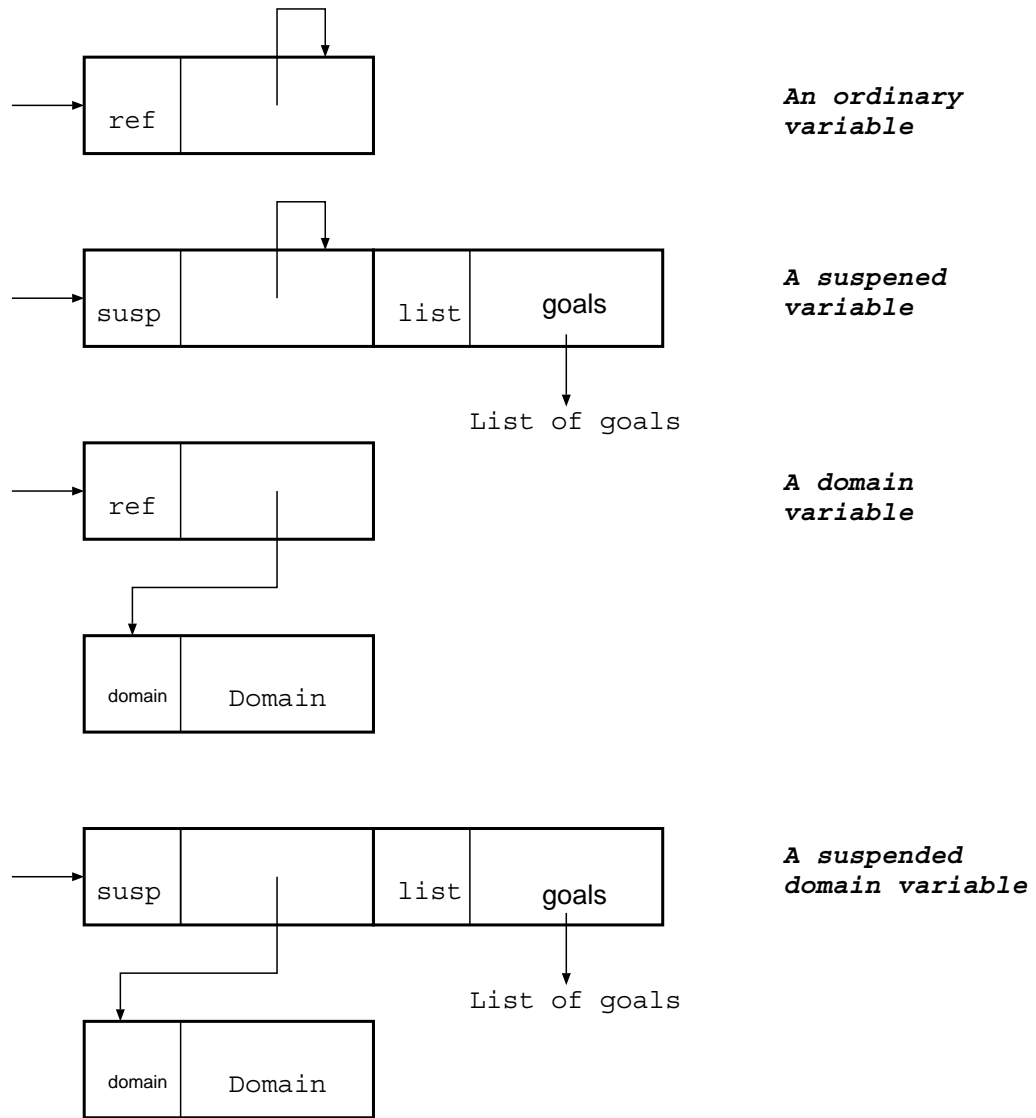 ref
An ordinary
variable
susp
list
goals
A suspened
variable
List of goals
ref
A domain
variable
domain
Domain
susp
list
goals
A suspended
domain variable
List of goals
domain
Domain